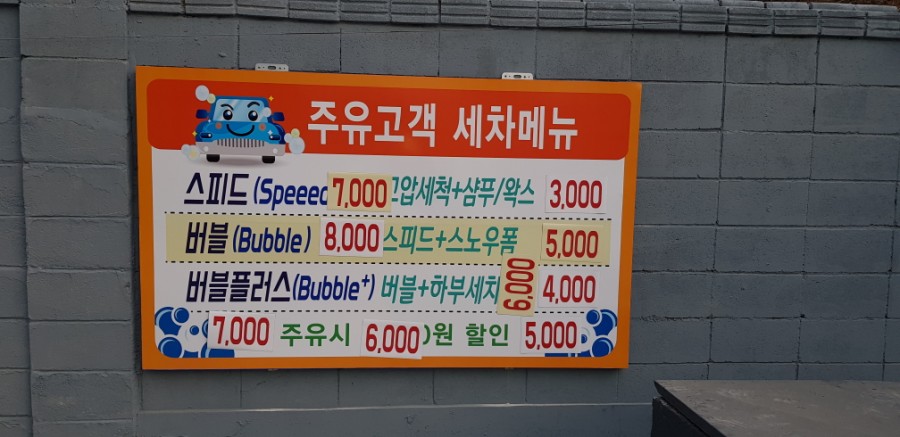 주유고객 세차메뉴
스피드 (Speeed 7,000 고압세척+샴푸/왁스 3,000
버블 (Bubble) 8,000 스피드+스노우폼 5,000
버블플러스(Bubble⁺) 버블+하부세차 6,000 4,000
7,000 주유시 6,000 )원 할인 5,000